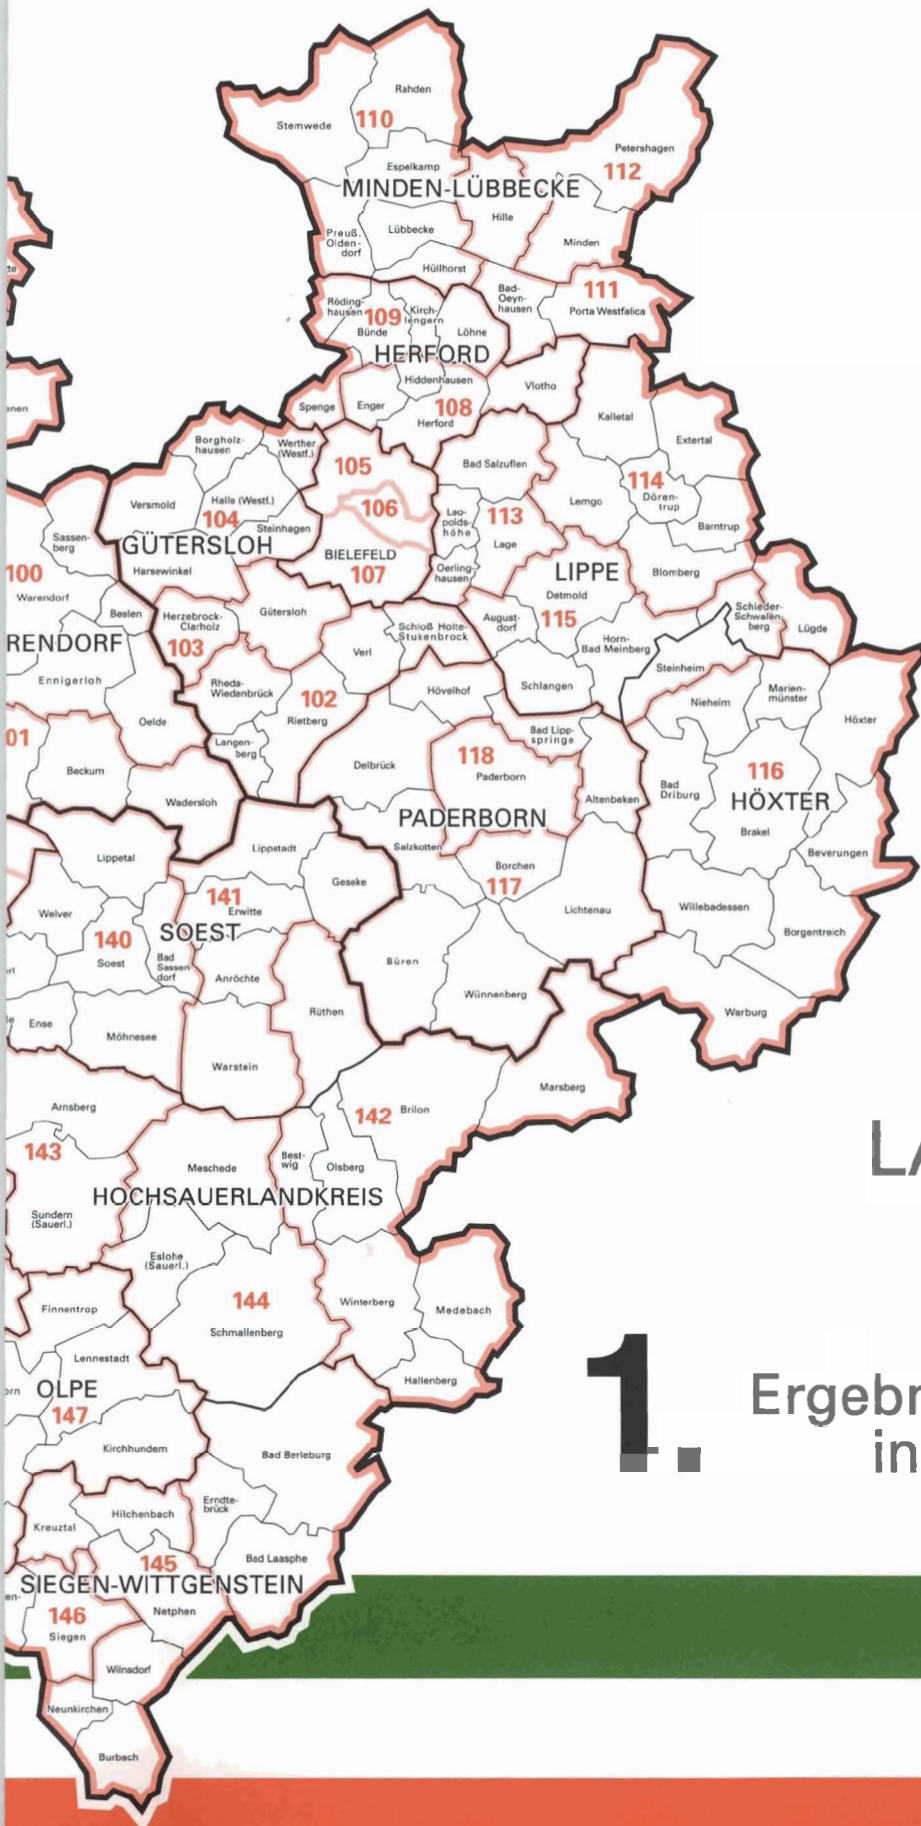 Rahden
110
Stemwede
Petershagen
112
Espelkamp
MINDEN-LÜBBECKE
Hille
Lübbecke
Preuß.
Olden-
dorf
Minden
Hüllhorst
Bad-
Oeyn-
hausen
111
Porta Westfalica
Röding-
hausen
109
Kirch-
lengern
Bünde
Löhne
HERFORD
Hiddenhausen
Vlotho
Spenge
Enger
108
Herford
Kalletal
Extertal
Borgholz-
hausen
Werther
(Westf.)
105
Bad Salzuflen
114
Dören-
trup
Versmold
Halle (Westf.)
104
Steinhagen
106
Leo-
polds-
höhe
113
Lage
Lemgo
Barntrup
Sassen-
berg
GÜTERSLOH
BIELEFELD
107
Oerling-
hausen
LIPPE
Detmold
Blomberg
100
Warendorf
Harsewinkel
Beelen
Herzebrock-
Clarholz
103
Gütersloh
Schloß Holte-
Stukenbrock
August-
dorf
115
Horn-
Bad Meinberg
Schieder-
Schwalen-
berg
Lügde
RENDORF
Verl
Ennigerloh
Rheda-
Wiedenbrück
102
Rietberg
Hövelhof
Schlangen
Steinheim
Nieheim
Marien-
münster
Höxter
01
Oelde
Langen-
berg
Bad Lipp-
springe
Beckum
Delbrück
118
Paderborn
116
HÖXTER
Brakel
Bad
Driburg
Altenbeken
Wadersloh
PADERBORN
Salzkotten
Beverungen
Lippetal
Lippstadt
Geseke
Borchen
117
Welver
141
Erwitte
Lichtenau
Willebadessen
140
Soest
SOEST
Bad
Sassen-
dorf
Borgentreich
Anröchte
Büren
Wünnenberg
Ense
Möhnesee
Rüthen
Warburg
Warstein
Marsberg
Arnsberg
142
Brilon
143
Best-
wig
Meschede
Olsberg
LA
HOCHSAUERLANDKREIS
Sundern
(Sauerl.)
Eslohe
(Sauerl.)
144
Schmallenberg
Winterberg
Medebach
Finnentrop
Lennestadt
Hallenberg
OLPE
147
1.
Ergebr
in
Kirchhundem
Bad Berleburg
Erndte-
brück
Kreuztal
Hilchenbach
145
Bad Laasphe
SIEGEN-WITTGENSTEIN
146
Siegen
Netphen
Wilnsdorf
Neunkirchen
Burbach